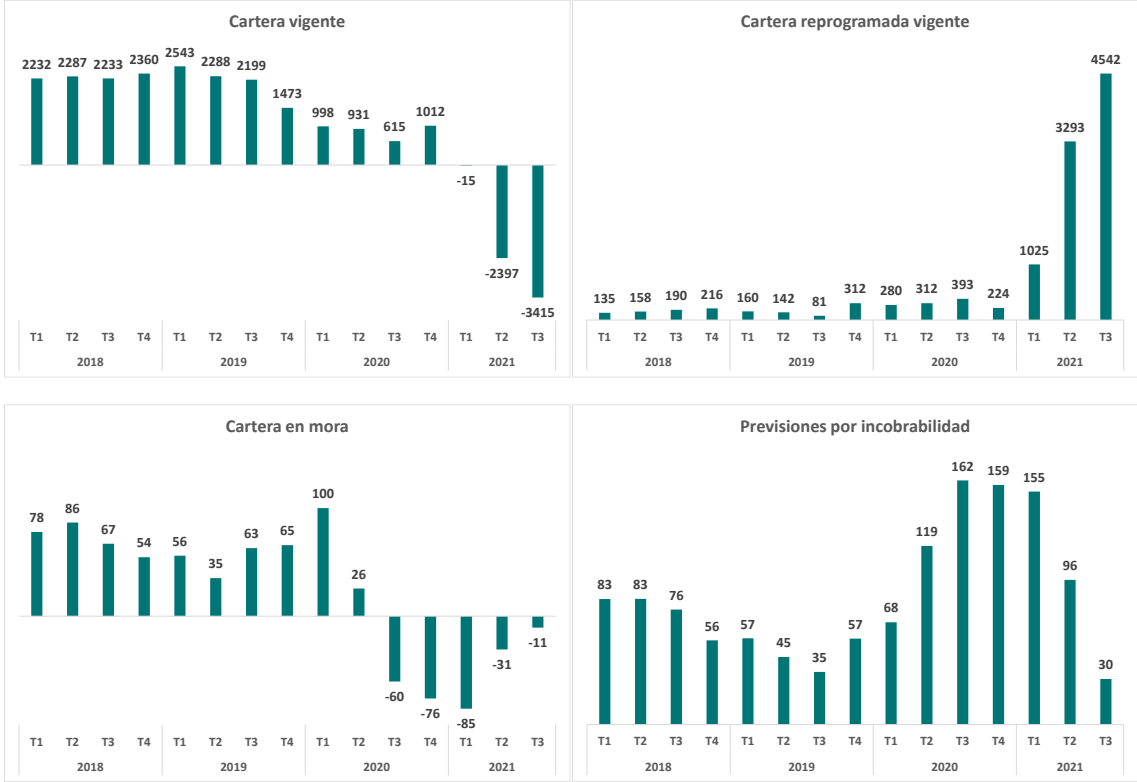 Cartera vigente
2232 2287 2233 2360 2543 2288 2199 1473 998 931 615 1012 -15 -2397 -3415
T1 T2 T3 T4 T1 T2 T3 T4 T1 T2 T3 T4 T1 T2 T3
2018 2019 2020 2021
Cartera reprogramada vigente
135 158 190 216 160 142 81 312 280 312 393 224 1025 3293 4542
T1 T2 T3 T4 T1 T2 T3 T4 T1 T2 T3 T4 T1 T2 T3
2018 2019 2020 2021
Cartera en mora
78 86 67 54 56 35 63 65 100 26 -60 -76 -85 -31 -11
T1 T2 T3 T4 T1 T2 T3 T4 T1 T2 T3 T4 T1 T2 T3
2018 2019 2020 2021
Previsiones por incobrabilidad
83 83 76 56 57 45 35 57 68 119 162 159 155 96 30
T1 T2 T3 T4 T1 T2 T3 T4 T1 T2 T3 T4 T1 T2 T3
2018 2019 2020 2021